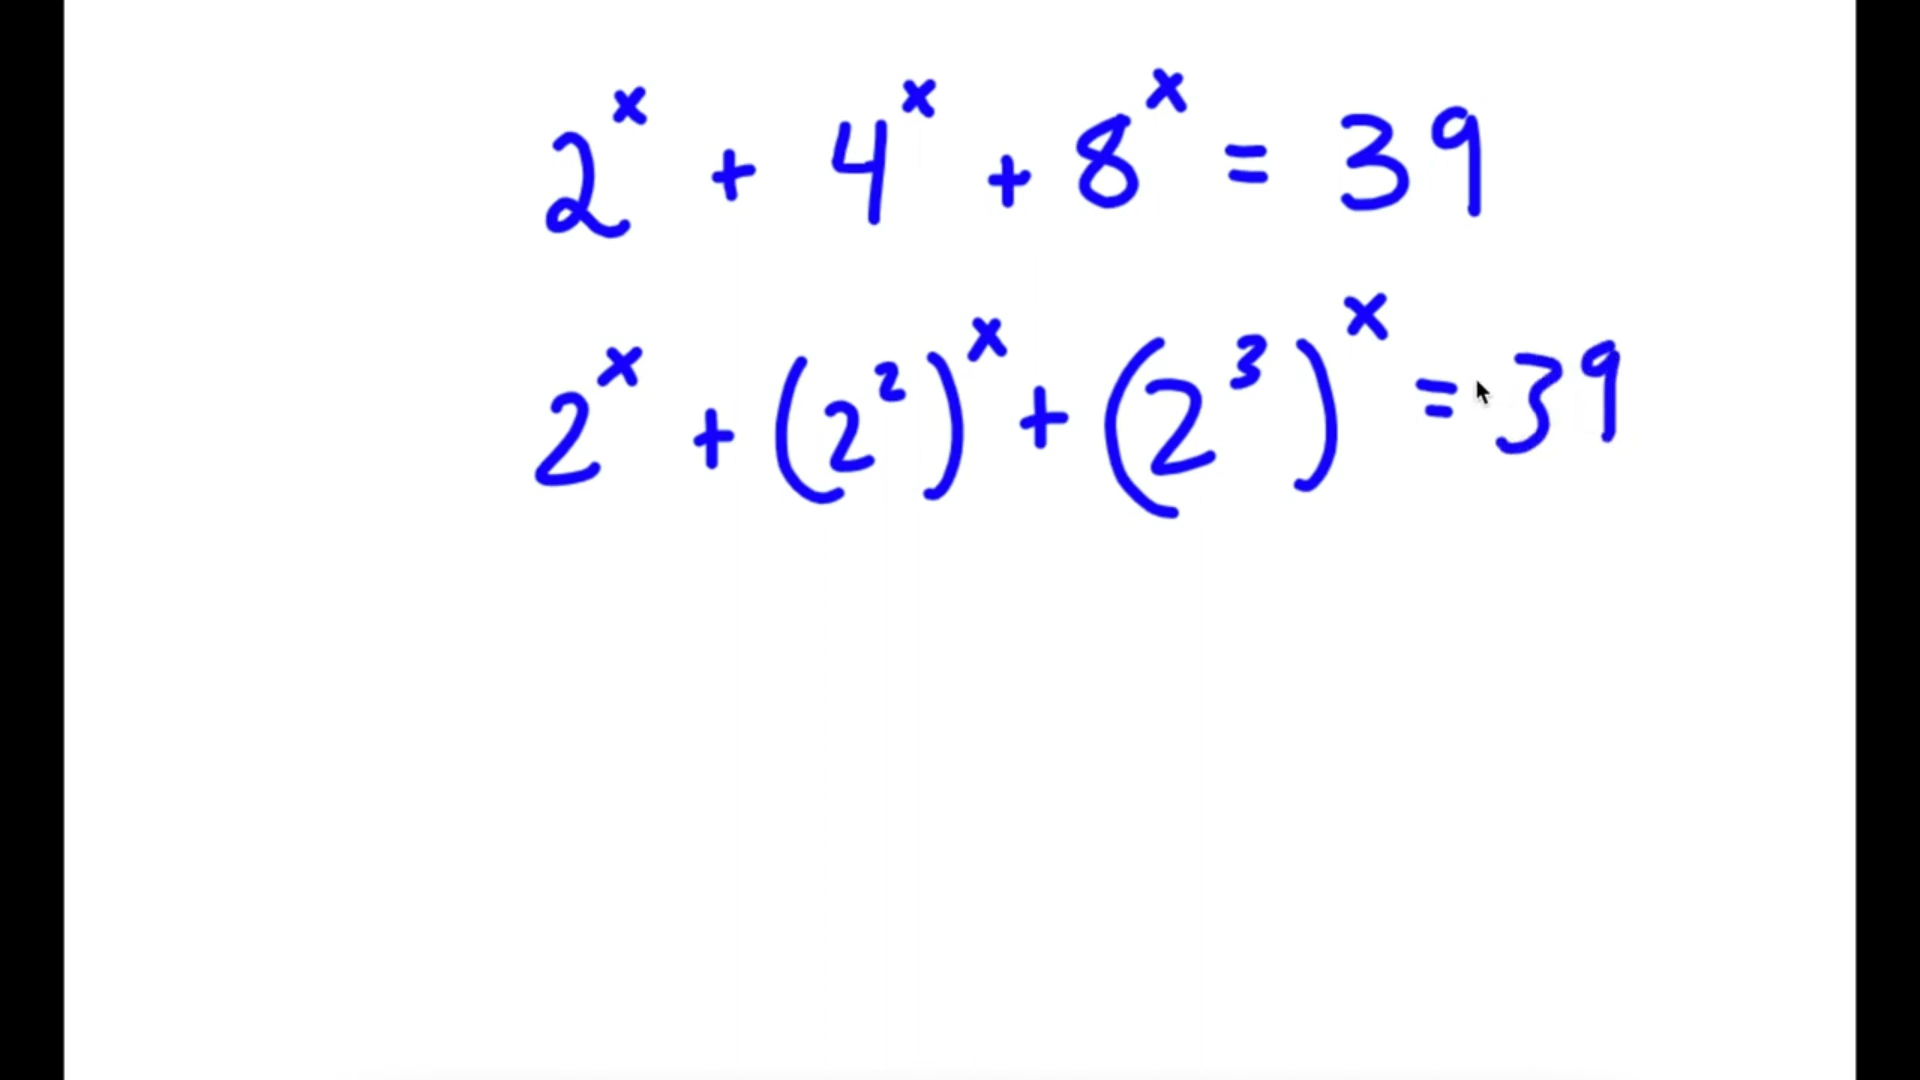 2^x + 4^x + 8^x = 39
2^x + (2^2)^x + (2^3)^x = 39